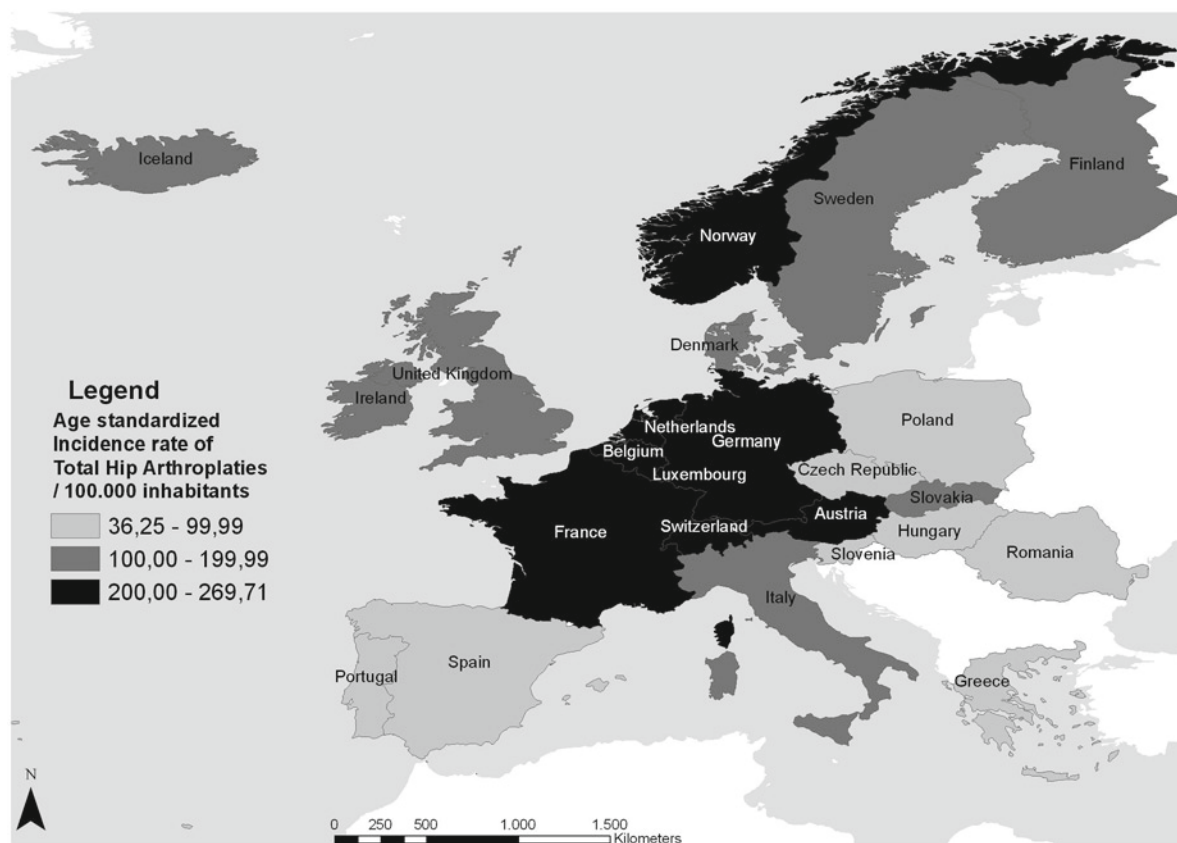 Iceland
Finland
Sweden
Norway
Denmark
United Kingdom
Ireland
Legend
Age standardized
Incidence rate of
Total Hip Arthroplaties
/ 100.000 inhabitants
36,25 - 99,99
100,00 - 199,99
200,00 - 269,71
Netherlands
Germany
Belgium
Luxembourg
Poland
Czech Republic
Slovakia
Austria
France
Switzerland
Hungary
Slovenia
Romania
Italy
Portugal
Spain
Greece
N
0 250 500 1.000 1.500
Kilometers